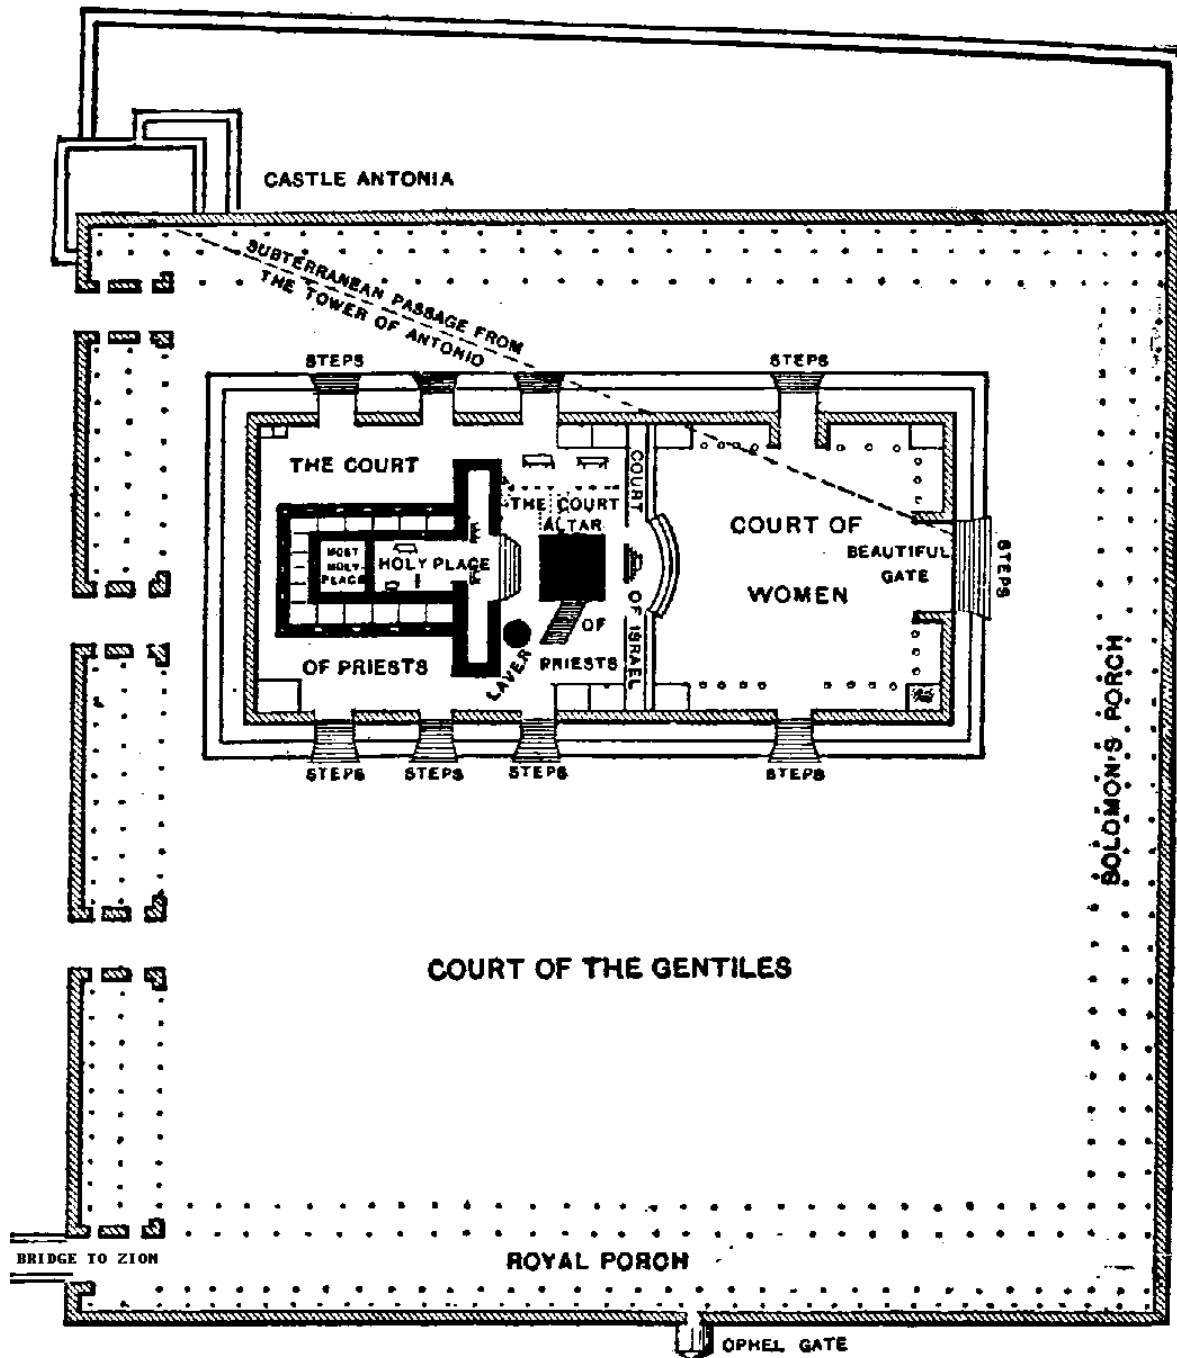 CASTLE ANTONIA
SUBTERRANEAN PASSAGE FROM
THE TOWER OF ANTONIO
STEPS
STEPS
THE COURT
COURT
THE COURT
ALTAR
COURT OF
MOST
HOLY
PLACE
HOLY PLACE
BEAUTIFUL
GATE
STEPS
WOMEN
OF
OF ISRAEL
OF PRIESTS
LAVER
PRIESTS
STEPS
STEPS
STEPS
STEPS
SOLOMON'S PORCH
COURT OF THE GENTILES
BRIDGE TO ZION
ROYAL PORCH
OPHEL GATE